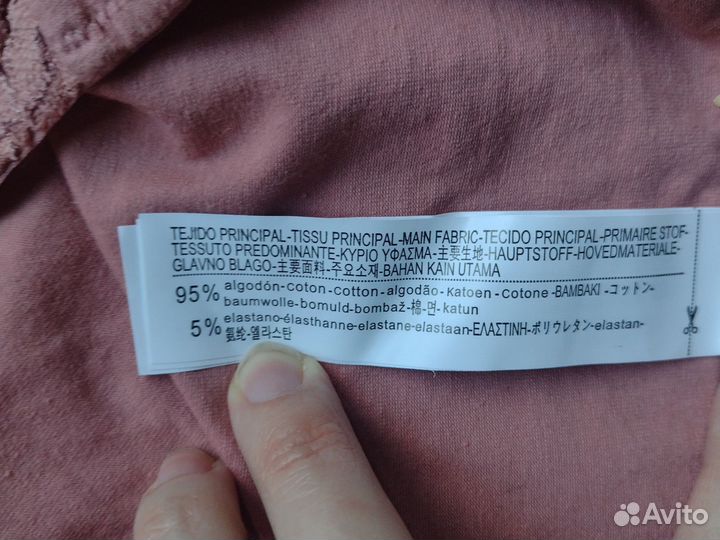 TEJIDO PRINCIPAL-TISSU PRINCIPAL-MAIN FABRIC-TECIDO PRINCIPAL-PRIMAIRE STOF-
TESSUTO PREDOMINANTE-ΚΥΡΙΟ ΥΦΑΣΜΑ-主要生地-HAUPTSTOFF-HOVEDMATERIALE-
GLAVNO BLAGO-主要面料-주요소재-BAHAN KAIN UTAMA
95% algodón-coton-cotton-algodão-katoen-cotone-BAMBAKI-コットン-
baumwolle-bomuld-bombaž-棉-면-katun
5% elastano-élasthanne-elastane-elastaan-ΕΛΑΣΤΙΝΗ-ポリウレタン-elastan-
氨纶-엘라스탄
Avito